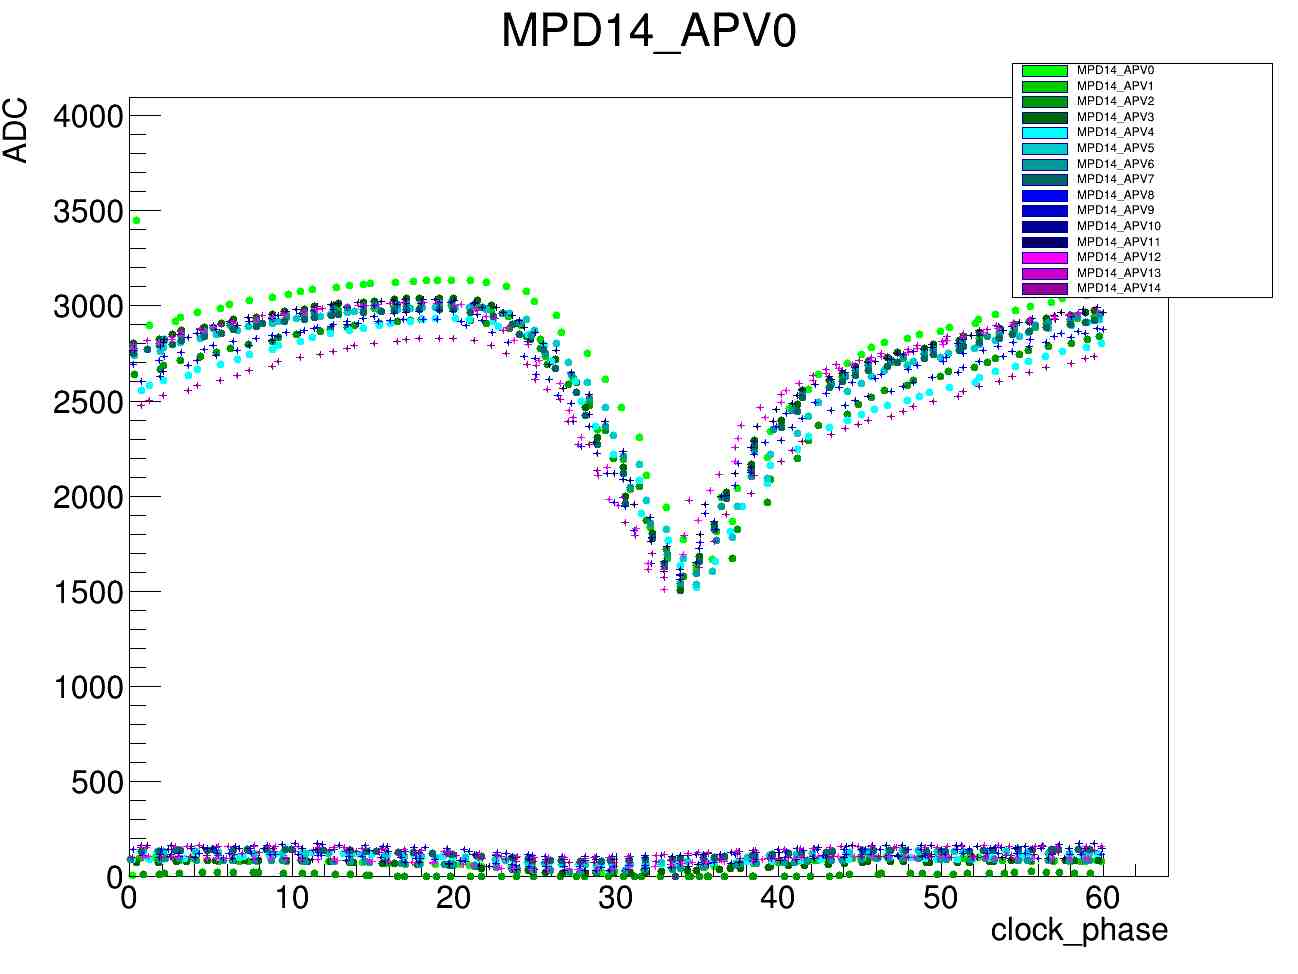 MPD14_APV0
ADC
4000
3500
3000
2500
2000
1500
1000
500
0
0 10 20 30 40 50 60
clock_phase
MPD14_APV0
MPD14_APV1
MPD14_APV2
MPD14_APV3
MPD14_APV4
MPD14_APV5
MPD14_APV6
MPD14_APV7
MPD14_APV8
MPD14_APV9
MPD14_APV10
MPD14_APV11
MPD14_APV12
MPD14_APV13
MPD14_APV14